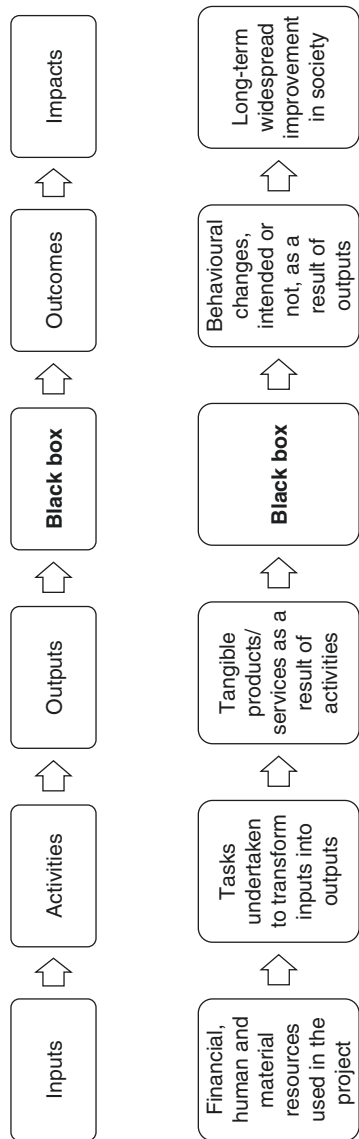 Inputs
Activities
Outputs
Black box
Outcomes
Impacts
Financial,
human and
material
resources
used in the
project
Tasks
undertaken
to transform
inputs into
outputs
Tangible
products/
services as a
result of
activities
Black box
Behavioural
changes,
intended or
not, as a
result of
outputs
Long-term
widespread
improvement
in society